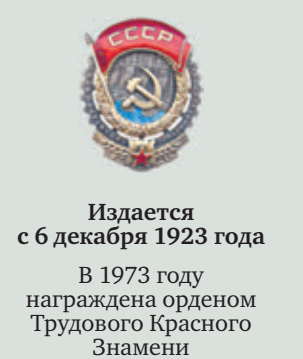 СССР
Издается
с 6 декабря 1923 года
В 1973 году
награждена орденом
Трудового Красного
Знамени